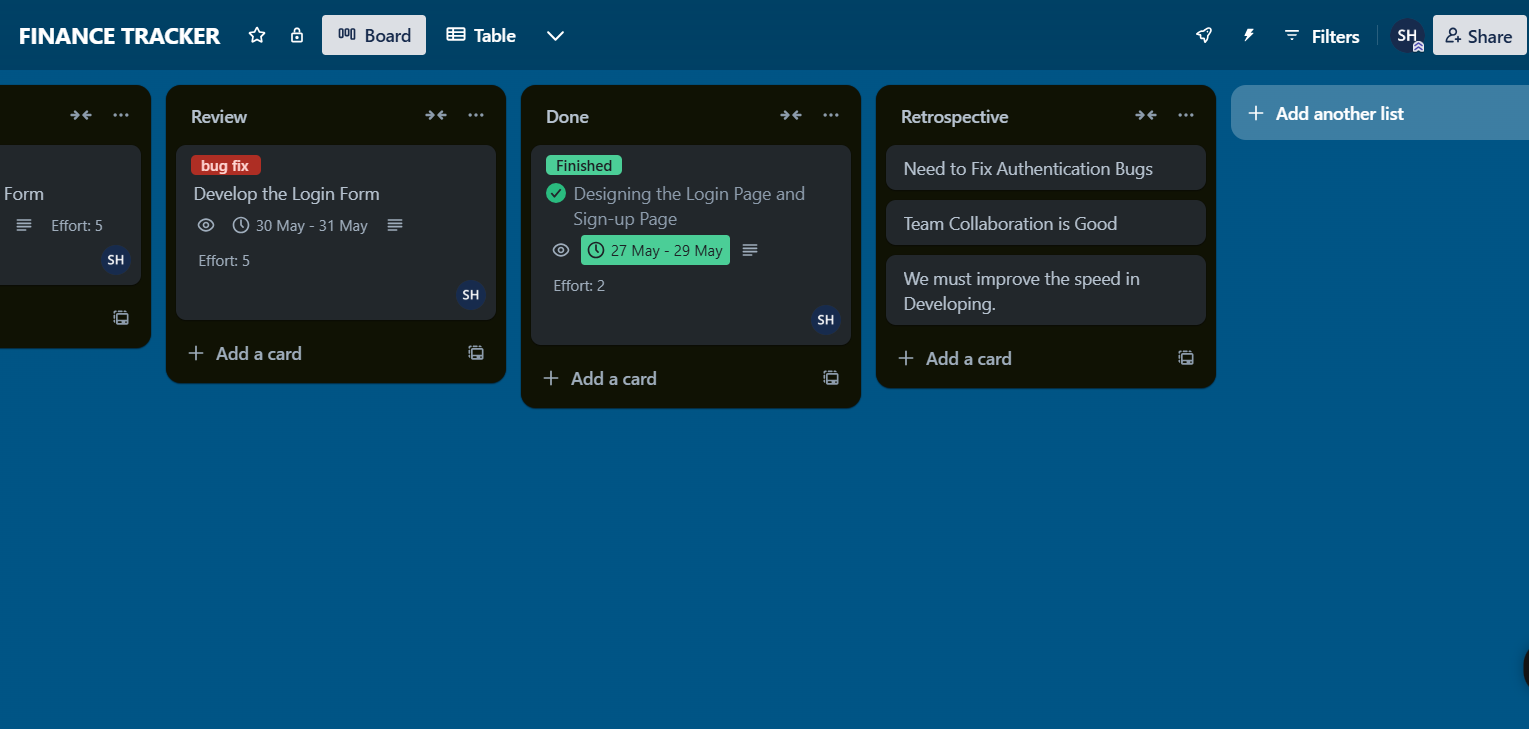 FINANCE TRACKER Board Table Filters SH Share
Form
Effort: 5
SH
Review
bug fix
Develop the Login Form
30 May - 31 May
Effort: 5
SH
Add a card
Done
Finished
Designing the Login Page and
Sign-up Page
27 May - 29 May
Effort: 2
SH
Add a card
Retrospective
Need to Fix Authentication Bugs
Team Collaboration is Good
We must improve the speed in
Developing.
Add a card
Add another list